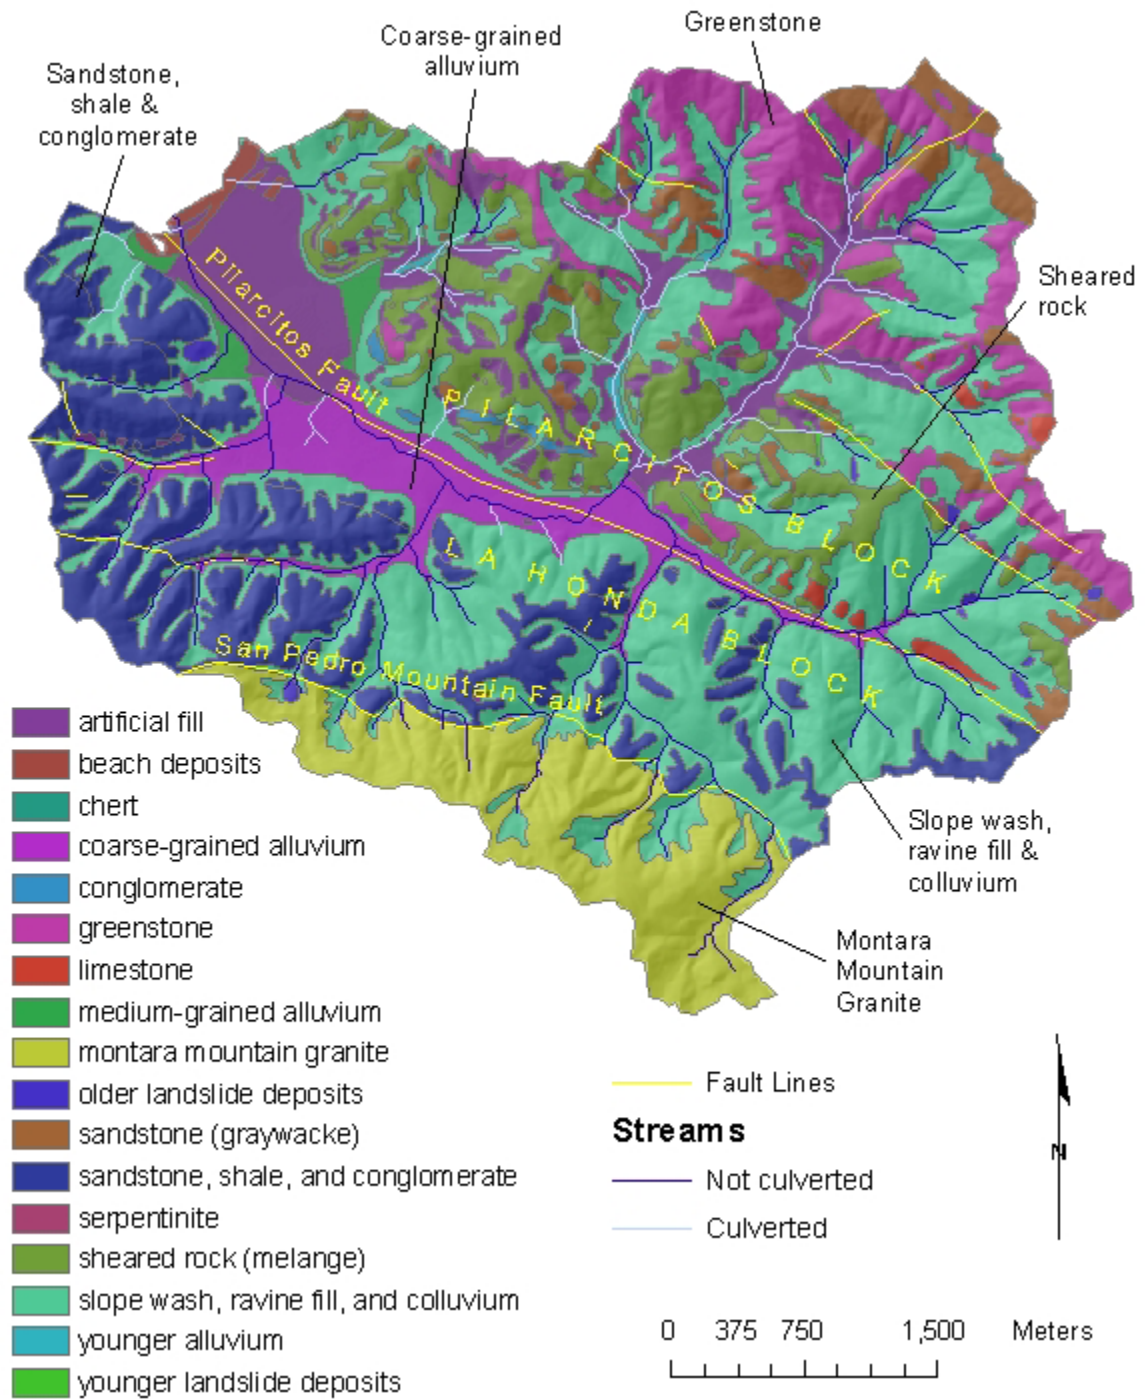 Greenstone
Coarse-grained
alluvium
Sandstone,
shale &
conglomerate
Sheared
rock
Pilarcitos Fault
PILARCITOS BLOCK
LA HONDA BLOCK
San Pedro Mountain Fault
Slope wash,
ravine fill &
colluvium
Montara
Mountain
Granite
artificial fill
beach deposits
chert
coarse-grained alluvium
conglomerate
greenstone
limestone
medium-grained alluvium
montara mountain granite
older landslide deposits
sandstone (graywacke)
sandstone, shale, and conglomerate
serpentinite
sheared rock (melange)
slope wash, ravine fill, and colluvium
younger alluvium
younger landslide deposits
Fault Lines
Streams
Not culverted
Culverted
N
0 375 750 1,500 Meters